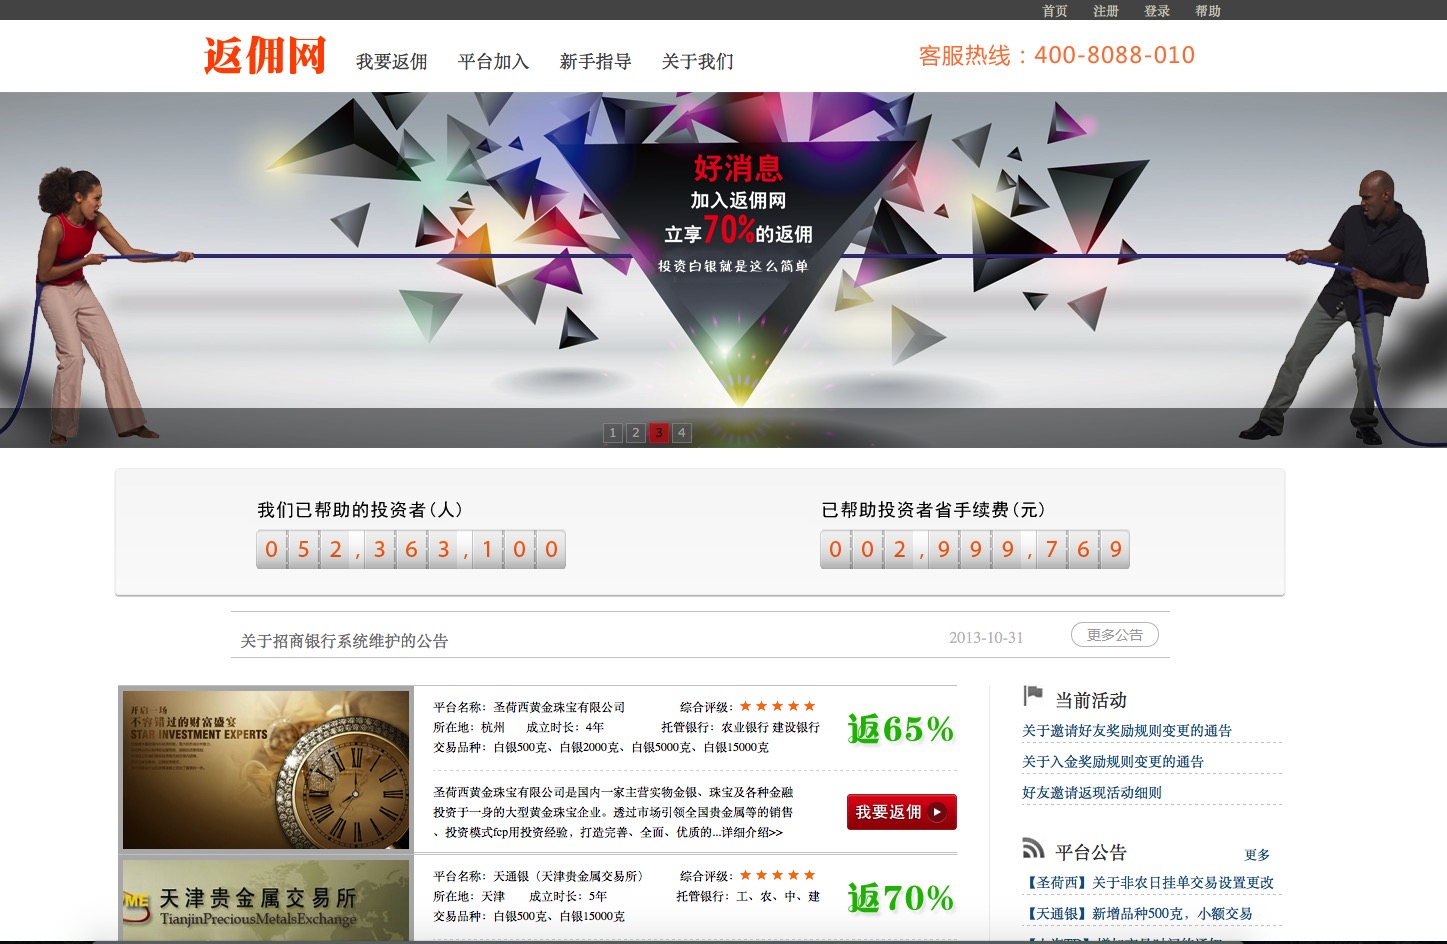 首页 注册 登录 帮助
返佣网 我要返佣 平台加入 新手指导 关于我们 客服热线：400-8088-010
好消息
加入返佣网
立享70%的返佣
投资白银就是这么简单
1 2 3 4
我们已帮助的投资者(人)
052,363,100
已帮助投资者省手续费(元)
002,999,769
关于招商银行系统维护的公告 2013-10-31 更多公告
开启一场
不容错过的财富盛宴
STAR INVESTMENT EXPERTS
平台名称：圣荷西黄金珠宝有限公司 综合评级：★★★★★
所在地：杭州 成立时长：4年 托管银行：农业银行 建设银行
交易品种：白银500克、白银2000克、白银5000克、白银15000克
返65%
圣荷西黄金珠宝有限公司是国内一家主营实物金银、珠宝及各种金融
投资于一身的大型黄金珠宝企业。透过市场引领全国贵金属等的销售
、投资模式fcp用投资经验，打造完善、全面、优质的...详细介绍>>
我要返佣
ME
天津贵金属交易所
TianjinPreciousMetalsExchange
平台名称：天通银（天津贵金属交易所） 综合评级：★★★★★
所在地：天津 成立时长：5年 托管银行：工、农、中、建
交易品种：白银500克、白银15000克
返70%
当前活动
关于邀请好友奖励规则变更的通告
关于入金奖励规则变更的通告
好友邀请返现活动细则
平台公告 更多
【圣荷西】关于非农日挂单交易设置更改
【天通银】新增品种500克，小额交易